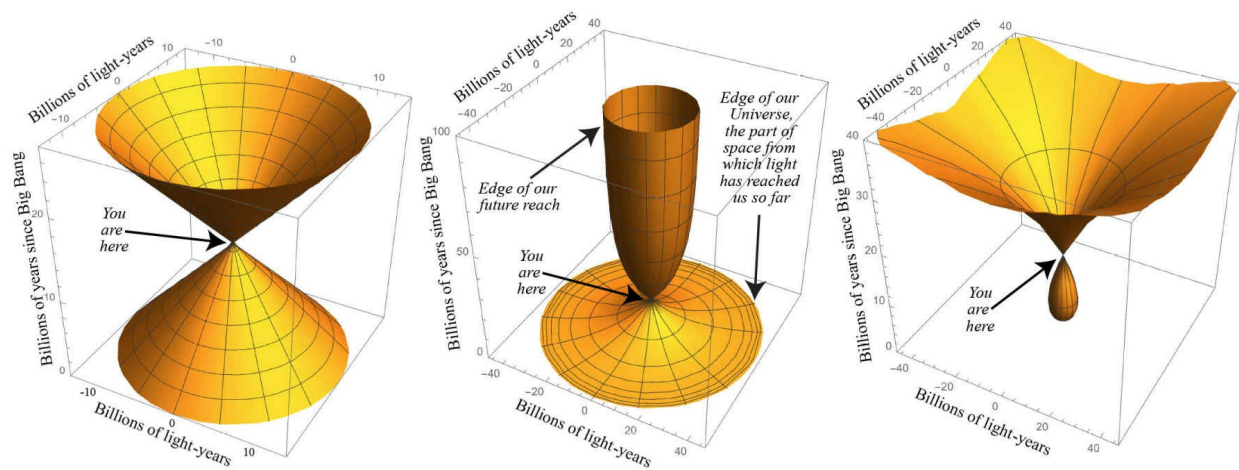 Billions of light-years
-10
0
10
-10
0
10
Billions of years since Big Bang
20
10
0
You
are
here
-10
0
10
Billions of light-years
Billions of light-years
40
20
0
-20
-40
100
50
0
Billions of years since Big Bang
Edge of our
future reach
You
are
here
Edge of our
Universe,
the part of
space from
which light
has reached
us so far
-40
-20
0
20
40
Billions of light-years
Billions of light-years
40
20
0
-20
-40
40
30
20
10
0
Billions of years since Big Bang
You
are
here
-40
-20
0
20
40
Billions of light-years